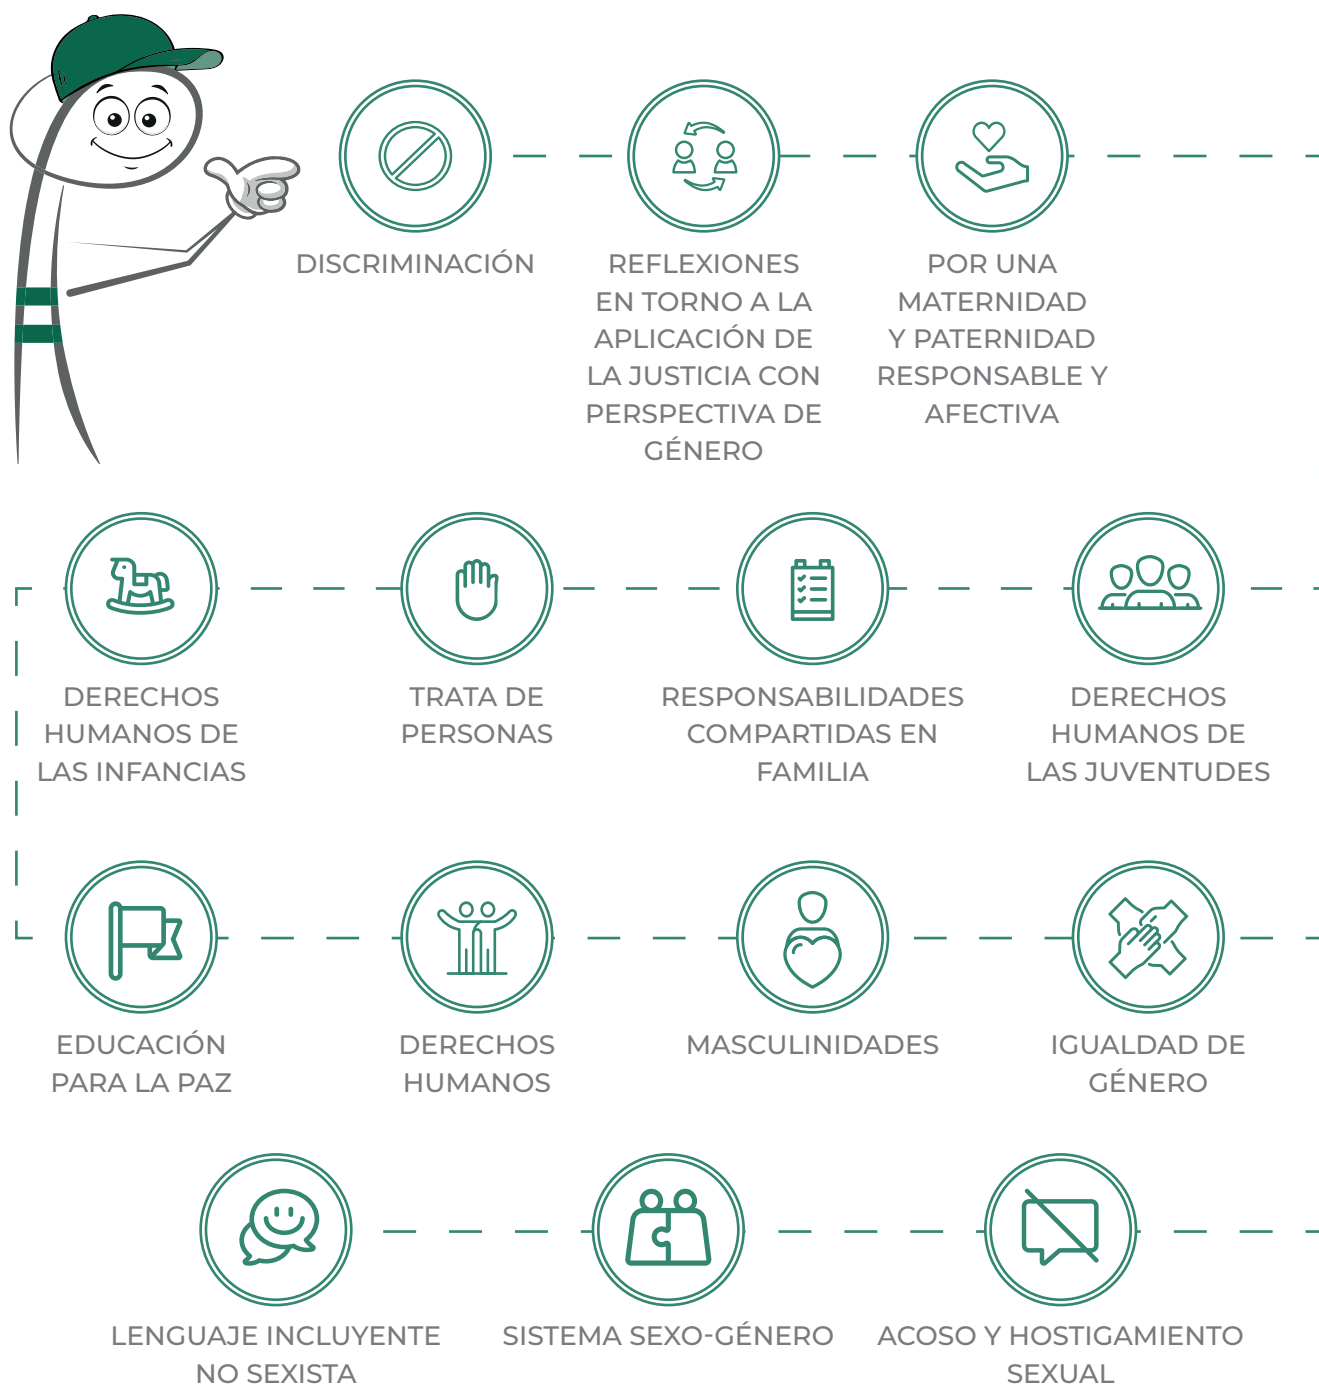 DISCRIMINACIÓN
REFLEXIONES
EN TORNO A LA
APLICACIÓN DE
LA JUSTICIA CON
PERSPECTIVA DE
GÉNERO
POR UNA
MATERNIDAD
Y PATERNIDAD
RESPONSABLE Y
AFECTIVA
DERECHOS
HUMANOS DE
LAS INFANCIAS
TRATA DE
PERSONAS
RESPONSABILIDADES
COMPARTIDAS EN
FAMILIA
DERECHOS
HUMANOS DE
LAS JUVENTUDES
EDUCACIÓN
PARA LA PAZ
DERECHOS
HUMANOS
MASCULINIDADES
IGUALDAD DE
GÉNERO
LENGUAJE INCLUYENTE
NO SEXISTA
SISTEMA SEXO-GÉNERO
ACOSO Y HOSTIGAMIENTO
SEXUAL